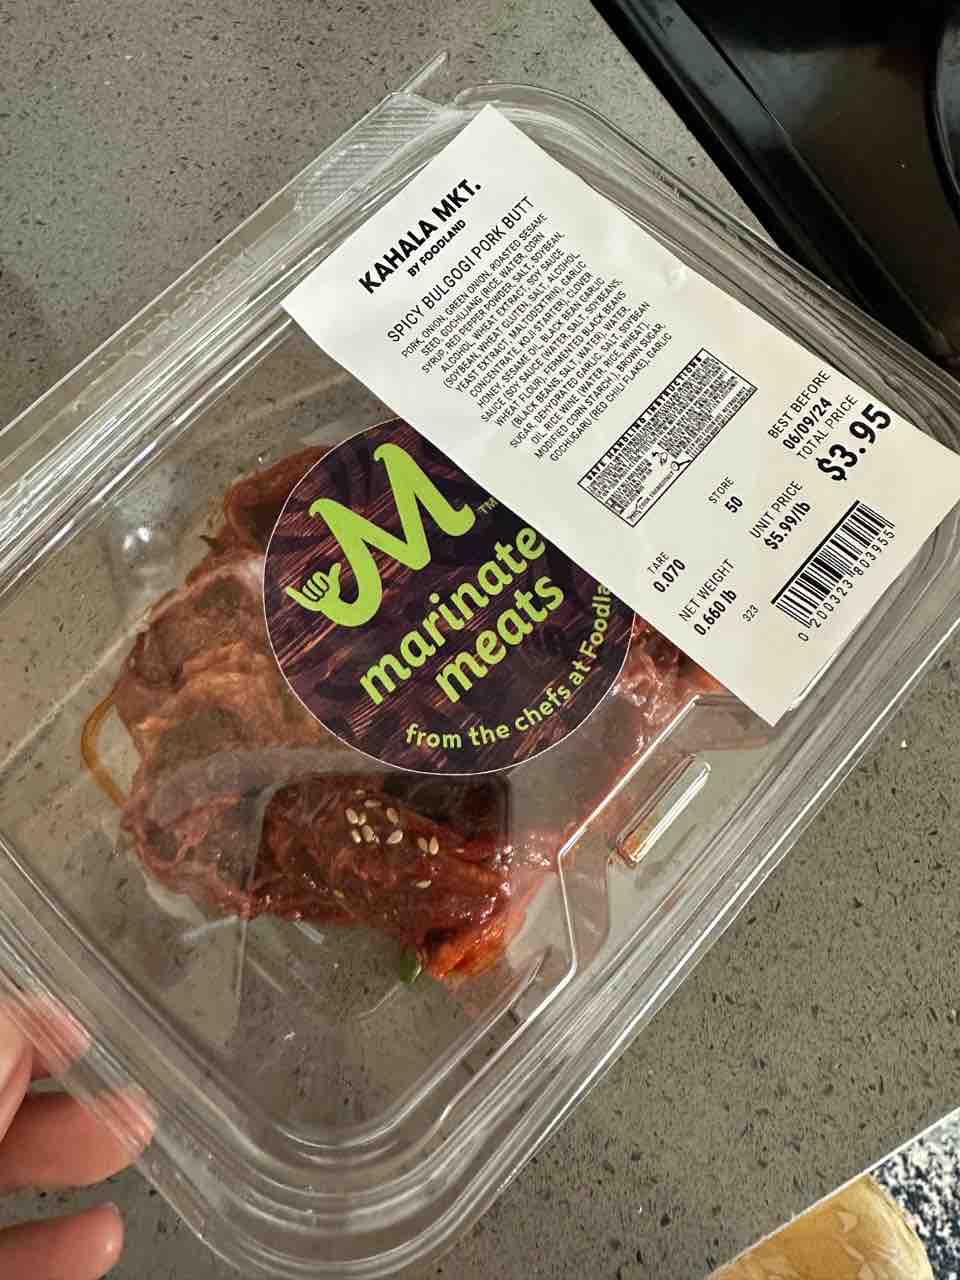 KAHALA MKT.
BY FOODLAND
SPICY BULGOGI PORK BUTT
PORK, ONION, GREEN ONION, ROASTED SESAME
SEED, GOCHUJANG (RICE, WATER, CORN
SYRUP, RED PEPPER POWDER, SALT, SOYBEAN,
ALCOHOL, WHEAT EXTRACT, SOY SAUCE
(SOYBEAN, WHEAT GLUTEN, SALT, ALCOHOL,
YEAST EXTRACT, MALTODEXTRIN), GARLIC
CONCENTRATE, KOJI STARTER), CLOVER
HONEY, SESAME OIL, BLACK BEAN GARLIC
SAUCE (SOY SAUCE (WATER, SALT, SOYBEANS,
WHEAT FLOUR), FERMENTED BLACK BEANS
(BLACK BEANS, SALT, WATER), WATER,
SUGAR, DEHYDRATED GARLIC, SALT, SOYBEAN
OIL, RICE WINE (WATER, RICE, WHEAT),
MODIFIED CORN STARCH), BROWN SUGAR,
GOCHUGARU (RED CHILI FLAKE), GARLIC
SAFE HANDLING INSTRUCTIONS
BEST BEFORE
06/09/24
TOTAL PRICE
$3.95
STORE
50
UNIT PRICE
$5.99/lb
TARE
0.070
NET WEIGHT
0.660 lb
323
0 200323 803955
M TM
marinate
meats
from the chefs at Foodla